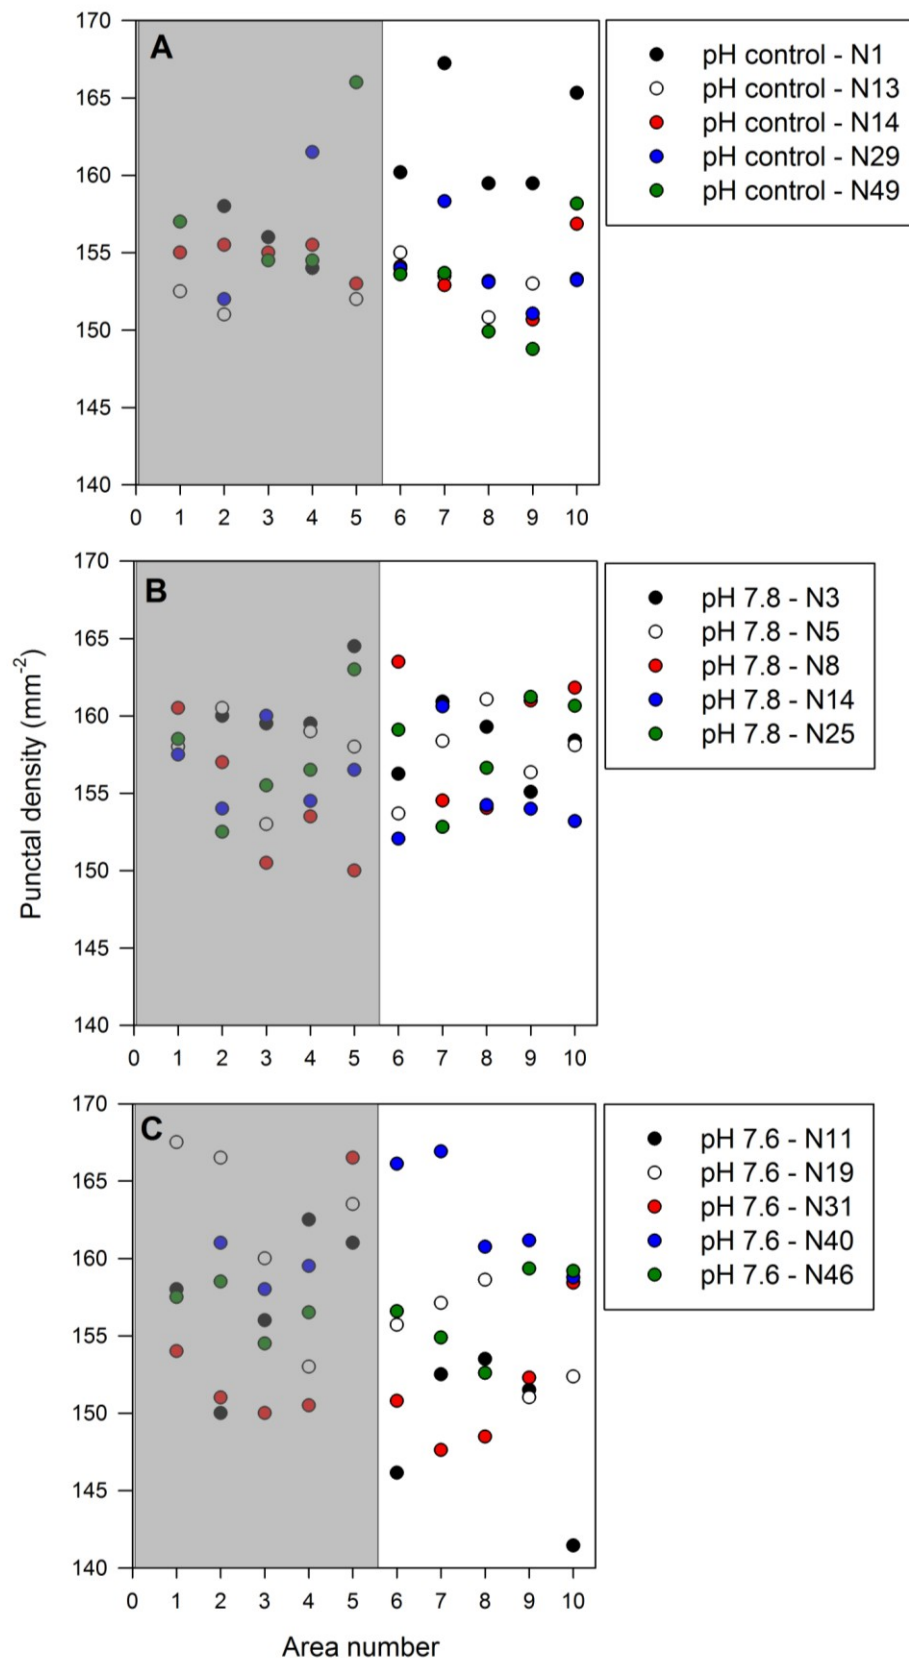 A
170
165
160
155
150
145
140
0 1 2 3 4 5 6 7 8 9 10
pH control - N1
pH control - N13
pH control - N14
pH control - N29
pH control - N49
B
170
165
160
155
150
145
140
0 1 2 3 4 5 6 7 8 9 10
pH 7.8 - N3
pH 7.8 - N5
pH 7.8 - N8
pH 7.8 - N14
pH 7.8 - N25
Punctal density (mm⁻²)
C
170
165
160
155
150
145
140
0 1 2 3 4 5 6 7 8 9 10
pH 7.6 - N11
pH 7.6 - N19
pH 7.6 - N31
pH 7.6 - N40
pH 7.6 - N46
Area number